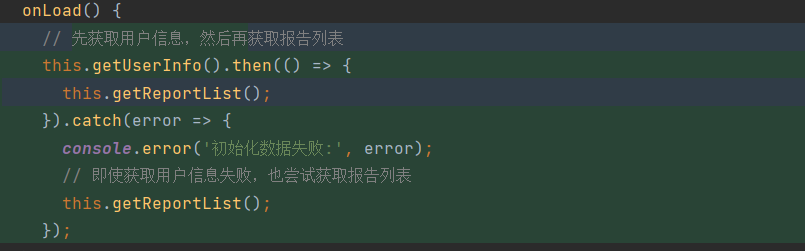 onLoad() {
// 先获取用户信息，然后再获取报告列表
this.getUserInfo().then(() => {
this.getReportList();
}).catch(error => {
console.error('初始化数据失败:', error);
// 即使获取用户信息失败，也尝试获取报告列表
this.getReportList();
});